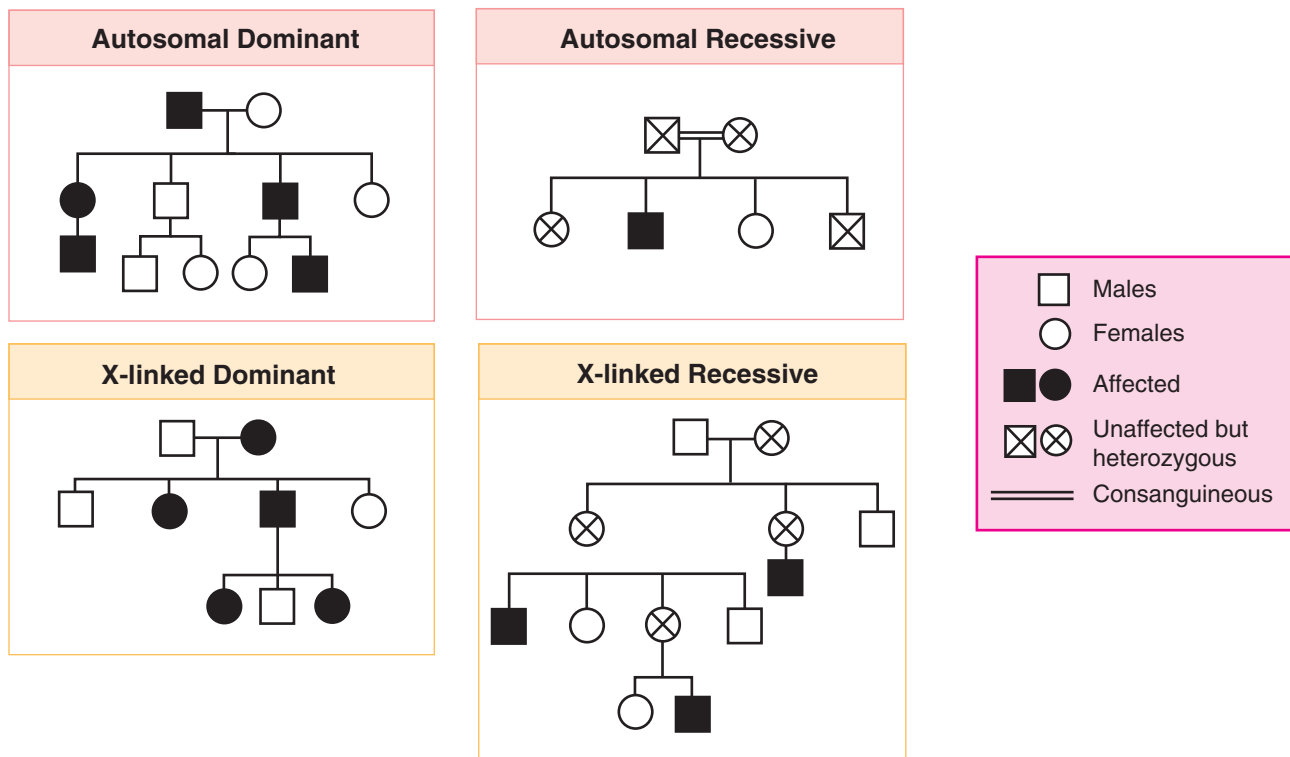 Autosomal Dominant
Autosomal Recessive
X-linked Dominant
X-linked Recessive
Males
Females
Affected
Unaffected but
heterozygous
Consanguineous